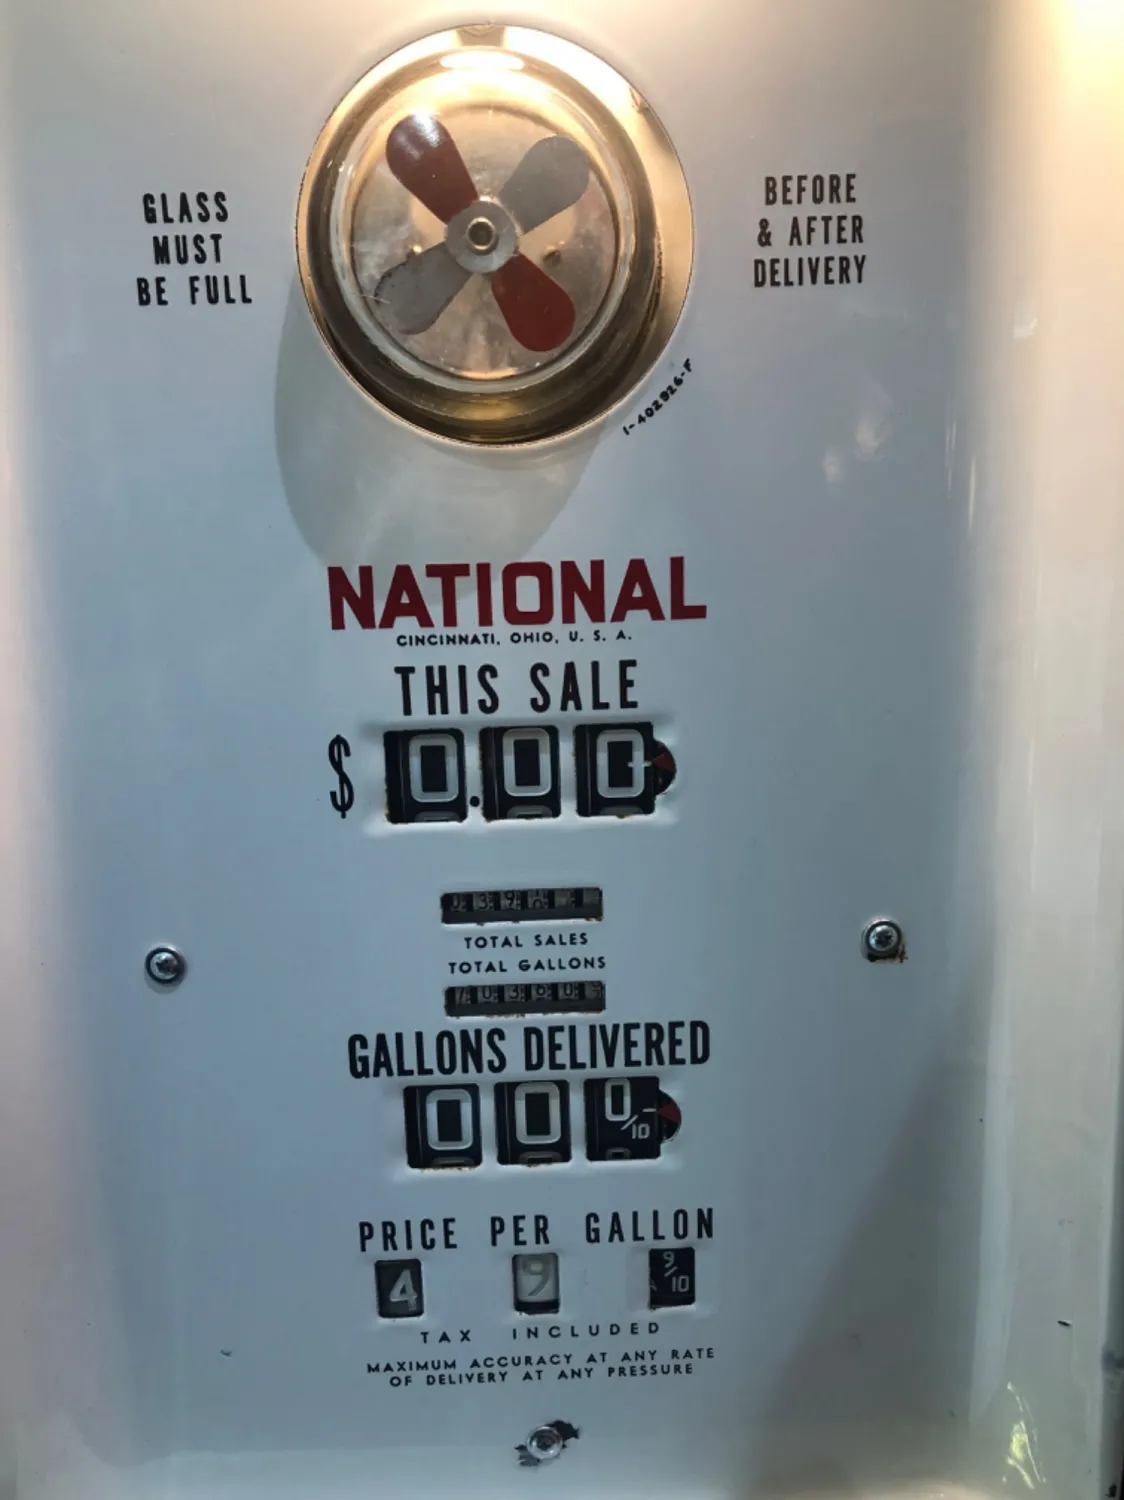 GLASS
MUST
BE FULL
BEFORE
& AFTER
DELIVERY
1-402926-F
NATIONAL
CINCINNATI, OHIO, U. S. A.
THIS SALE
$ 0.00
TOTAL SALES
TOTAL GALLONS
70360
GALLONS DELIVERED
0 0 0/10
PRICE PER GALLON
4 9 9/10
TAX INCLUDED
MAXIMUM ACCURACY AT ANY RATE
OF DELIVERY AT ANY PRESSURE